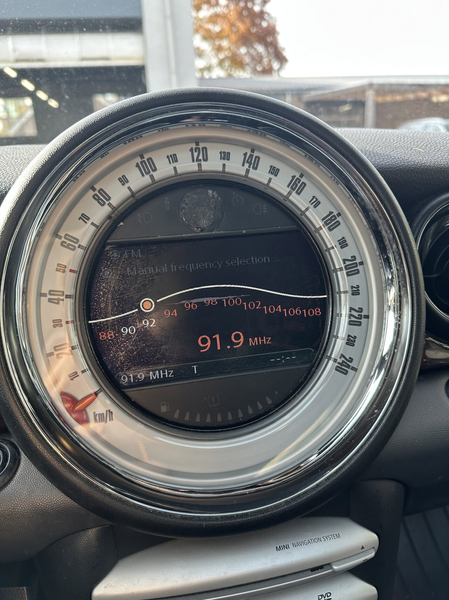 10 20 30 40 50 60 70 80 90 100 110 120 130 140 150 160 170 180 190 200 210 220 230 240
km/h
FM
Manual frequency selection ...
88 90 92 94 96 98 100 102 104 106 108
91.9 MHz
91.9 MHz T --:--
MINI NAVIGATION SYSTEM
DVD